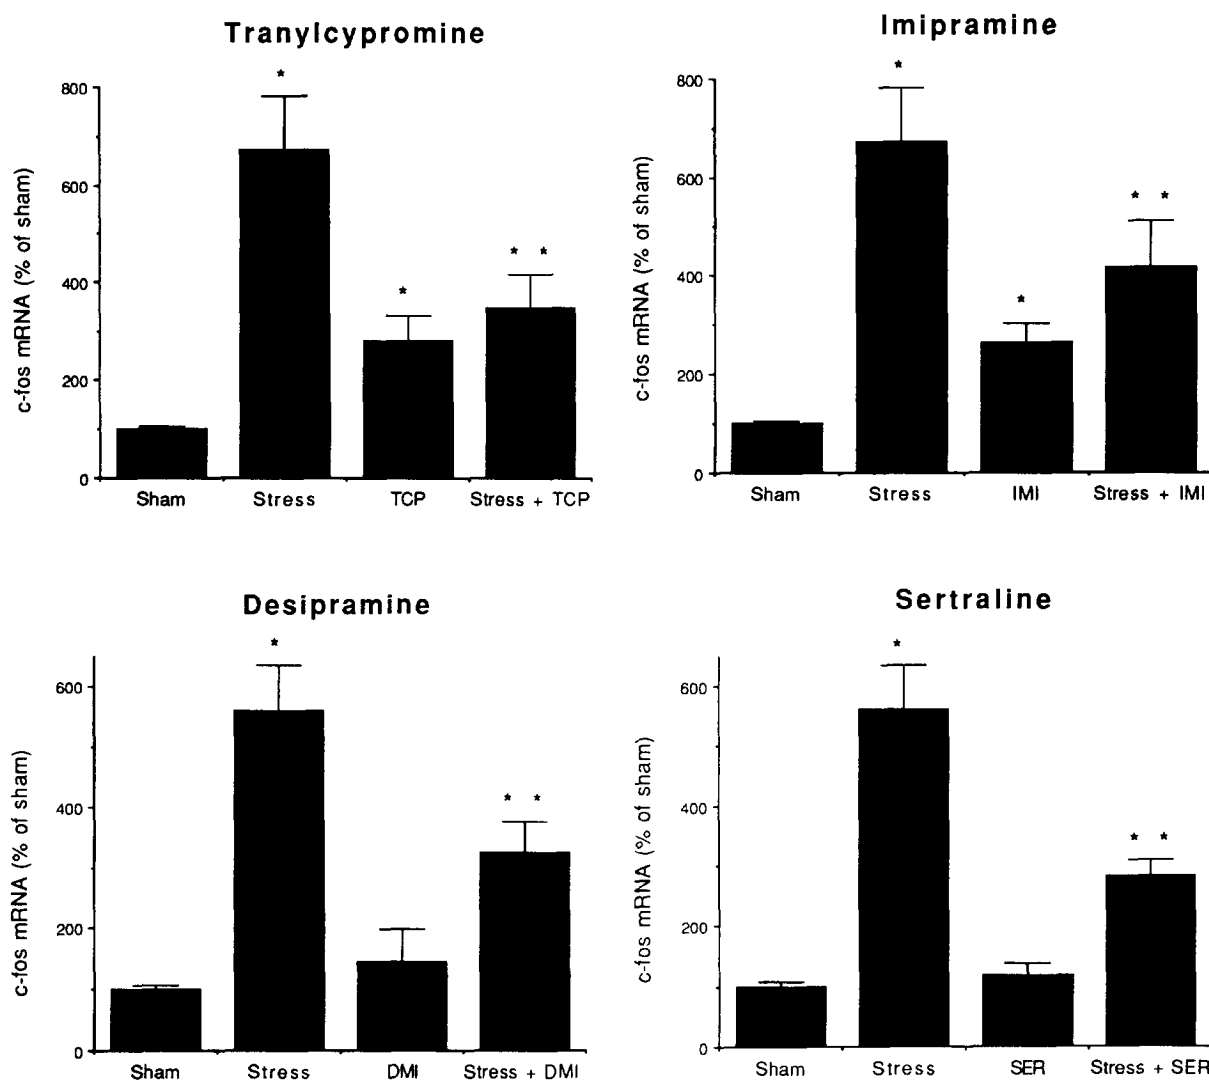 Tranylcypromine
c-fos mRNA (% of sham)
800
600
400
200
0
*
*
* *
Sham Stress TCP Stress + TCP
Imipramine
c-fos mRNA (% of sham)
800
600
400
200
0
*
*
* *
Sham Stress IMI Stress + IMI
Desipramine
c-fos mRNA (% of sham)
600
400
200
0
*
* *
Sham Stress DMI Stress + DMI
Sertraline
c-fos mRNA (% of sham)
600
400
200
0
*
* *
Sham Stress SER Stress + SER